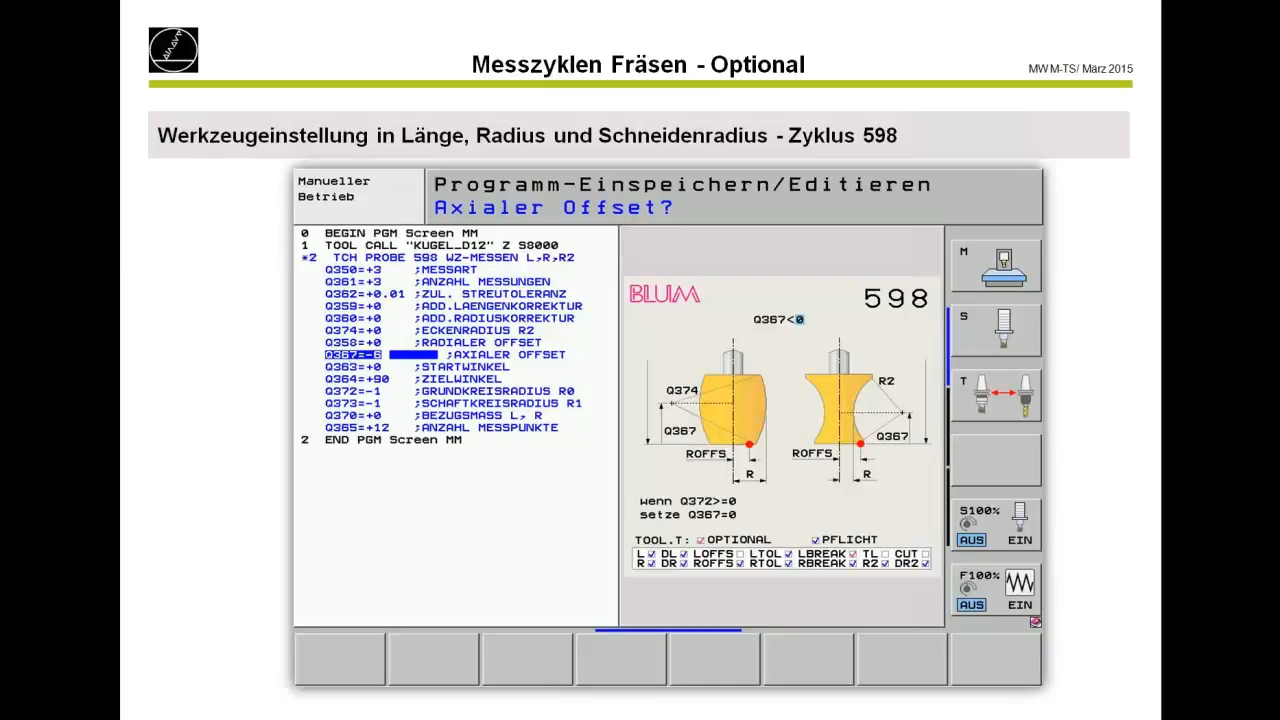 Messzyklen Fräsen - Optional
MWM-TS/ März 2015
Werkzeugeinstellung in Länge, Radius und Schneidenradius - Zyklus 598
Manueller
Betrieb
Programm-Einspeichern/Editieren
Axialer Offset?
0 BEGIN PGM Screen MM
1 TOOL CALL "KUGEL_D12" Z S8000
*2 TCH PROBE 598 WZ-MESSEN L,R,R2
Q350=+3 ;MESSART
Q361=+3 ;ANZAHL MESSUNGEN
Q362=+0.01 ;ZUL. STREUTOLERANZ
Q359=+0 ;ADD.LAENGENKORREKTUR
Q360=+0 ;ADD.RADIUSKORREKTUR
Q374=+0 ;ECKENRADIUS R2
Q358=+0 ;RADIALER OFFSET
Q367=-6 ;AXIALER OFFSET
Q363=+0 ;STARTWINKEL
Q364=+90 ;ZIELWINKEL
Q372=-1 ;GRUNDKREISRADIUS R0
Q373=-1 ;SCHAFTKREISRADIUS R1
Q370=+0 ;BEZUGSMASS L, R
Q365=+12 ;ANZAHL MESSPUNKTE
2 END PGM Screen MM
BLUM
598
Q367<0
Q374
Q367
ROFFS
R
R2
Q367
ROFFS
R
wenn Q372>=0
setze Q367=0
TOOL.T: OPTIONAL PFLICHT
L DL LOFFS LTOL LBREAK TL CUT
R DR ROFFS RTOL RBREAK R2 DR2
M
S
T
S100%
AUS EIN
F100%
AUS EIN